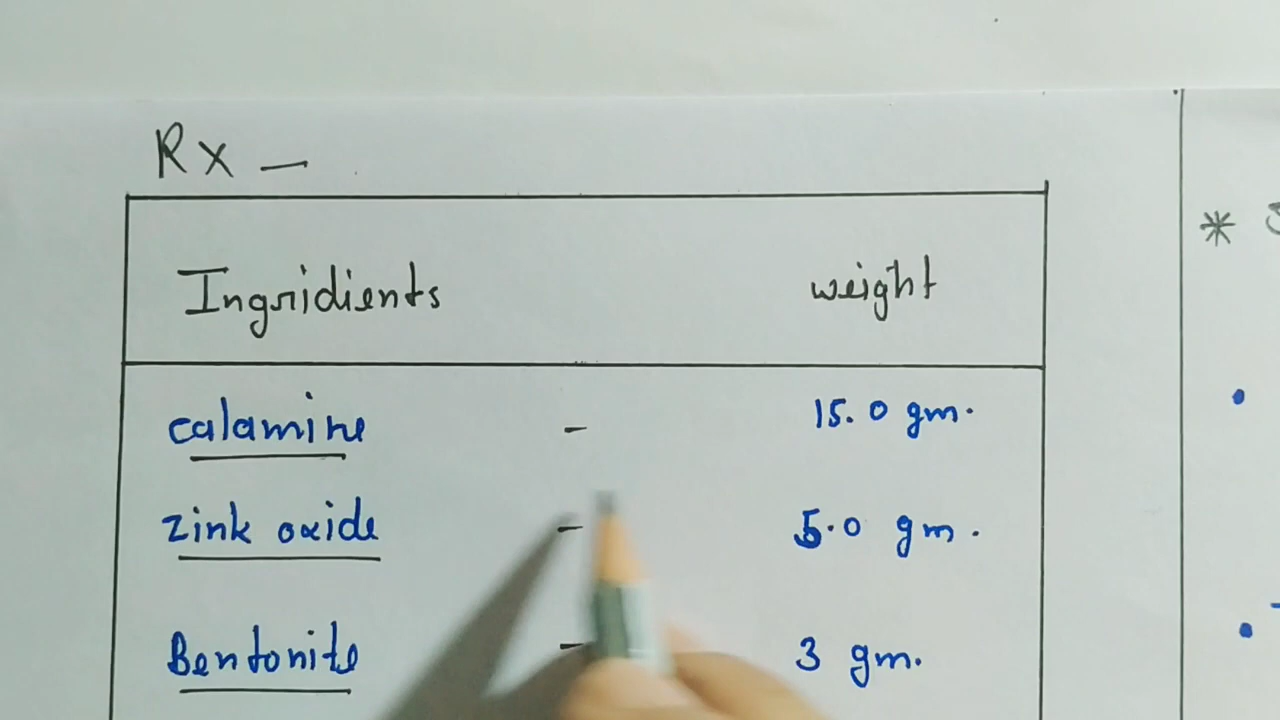 Rx —
Ingridients weight
calamine - 15.0 gm.
Zink oxide - 5.0 gm.
Bentonite - 3 gm.
*